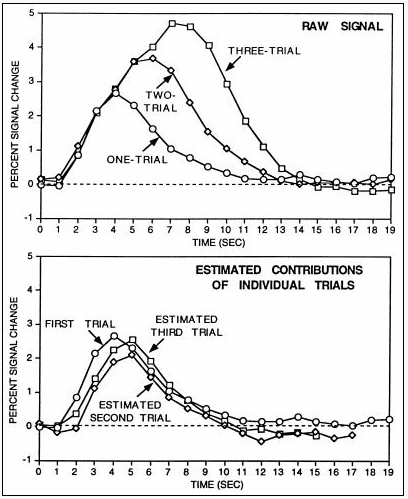 RAW SIGNAL
5
4
3
2
1
0
-1
PERCENT SIGNAL CHANGE
THREE-TRIAL
TWO-
TRIAL
ONE-TRIAL
0 1 2 3 4 5 6 7 8 9 10 11 12 13 14 15 16 17 18 19
TIME (SEC)
ESTIMATED CONTRIBUTIONS
OF INDIVIDUAL TRIALS
5
4
3
2
1
0
-1
PERCENT SIGNAL CHANGE
FIRST TRIAL
ESTIMATED
THIRD TRIAL
ESTIMATED
SECOND TRIAL
0 1 2 3 4 5 6 7 8 9 10 11 12 13 14 15 16 17 18 19
TIME (SEC)